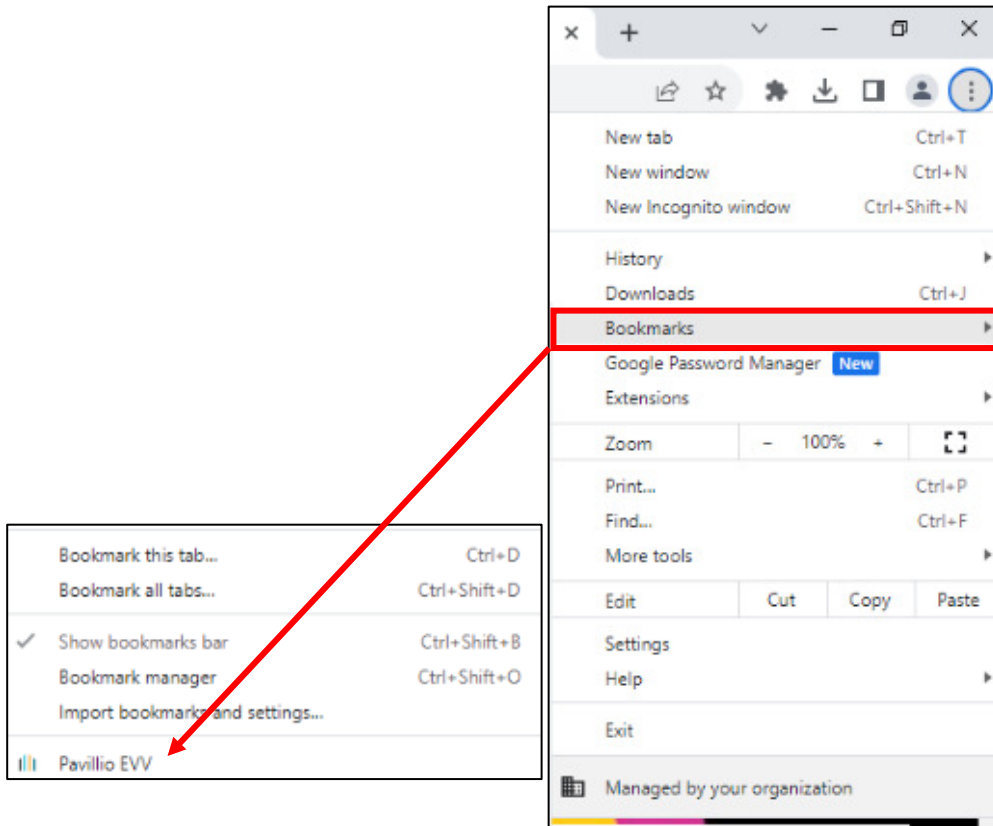 New tab Ctrl+T
New window Ctrl+N
New Incognito window Ctrl+Shift+N
History
Downloads Ctrl+J
Bookmarks
Google Password Manager New
Extensions
Zoom - 100% +
Print... Ctrl+P
Find... Ctrl+F
More tools
Edit Cut Copy Paste
Settings
Help
Exit
Managed by your organization
Bookmark this tab... Ctrl+D
Bookmark all tabs... Ctrl+Shift+D
Show bookmarks bar Ctrl+Shift+B
Bookmark manager Ctrl+Shift+O
Import bookmarks and settings...
Pavillio EVV